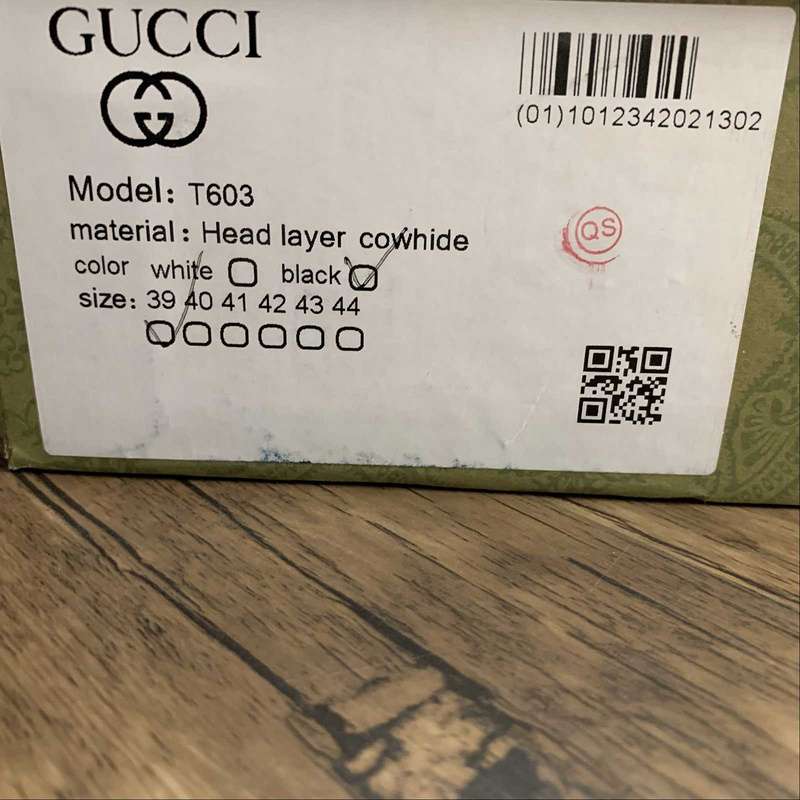 GUCCI
(01)1012342021302
Model: T603
material: Head layer cowhide
color white black
size: 39 40 41 42 43 44
QS